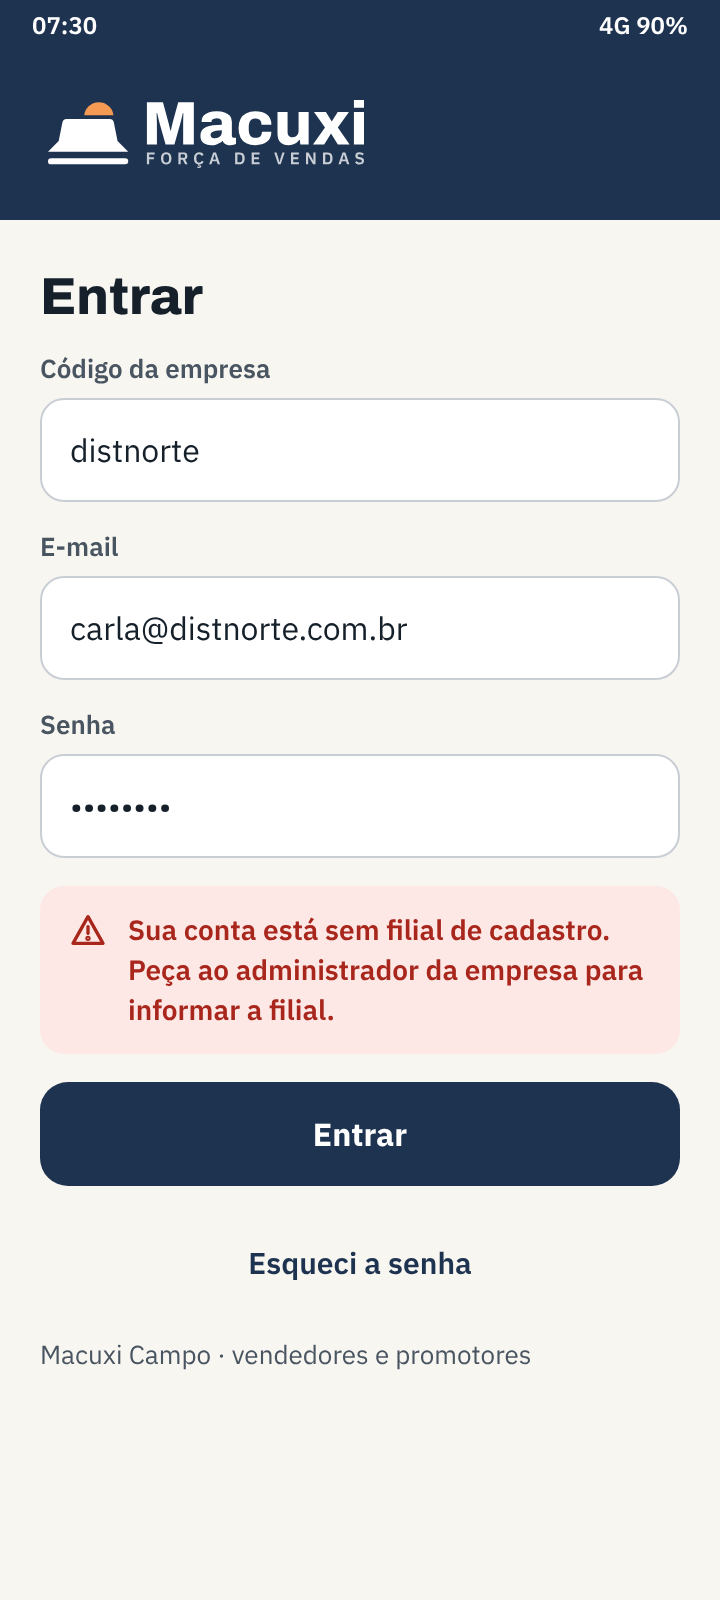 07:30
4G 90%
Macuxi
FORÇA DE VENDAS
Entrar
Código da empresa
distnorte
E-mail
carla@distnorte.com.br
Senha
••••••••
Sua conta está sem filial de cadastro.
Peça ao administrador da empresa para
informar a filial.
Entrar
Esqueci a senha
Macuxi Campo · vendedores e promotores